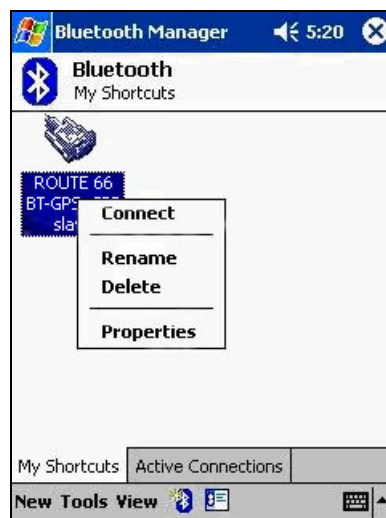 Bluetooth Manager 5:20
Bluetooth
My Shortcuts
ROUTE 66
BT-GPS
Connect
Rename
Delete
Properties
My Shortcuts Active Connections
New Tools View